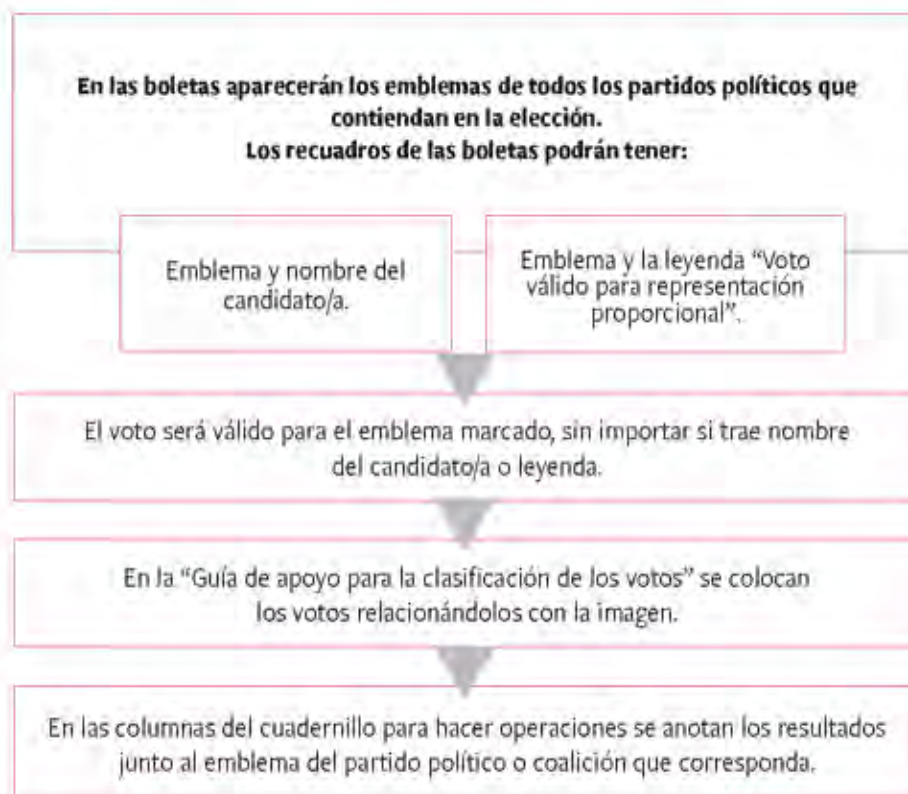 En las boletas aparecerán los emblemas de todos los partidos políticos que
contiendan en la elección.
Los recuadros de las boletas podrán tener:
Emblema y nombre del
candidato/a.
Emblema y la leyenda “Voto
válido para representación
proporcional”.
El voto será válido para el emblema marcado, sin importar si trae nombre
del candidato/a o leyenda.
En la “Guía de apoyo para la clasificación de los votos” se colocan
los votos relacionándolos con la imagen.
En las columnas del cuadernillo para hacer operaciones se anotan los resultados
junto al emblema del partido político o coalición que corresponda.